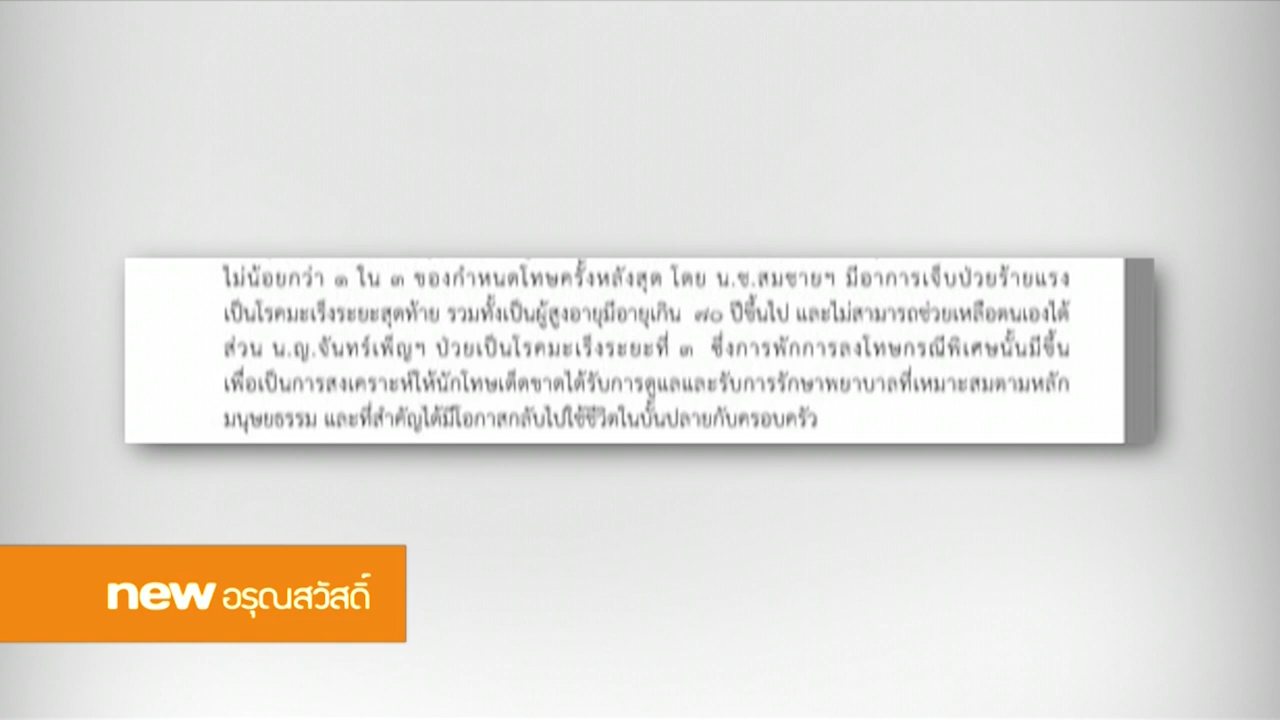 ไม่น้อยกว่า ๑ ใน ๓ ของกำหนดโทษครั้งหลังสุด โดย น.ช.สมชายฯ มีอาการเจ็บป่วยร้ายแรง
เป็นโรคมะเร็งระยะสุดท้าย รวมทั้งเป็นผู้สูงอายุมีอายุเกิน ๗๐ ปีขึ้นไป และไม่สามารถช่วยเหลือตนเองได้
ส่วน น.ญ.จันทร์เพ็ญฯ ป่วยเป็นโรคมะเร็งระยะที่ ๓ ซึ่งการพักการลงโทษกรณีพิเศษนั้นมีขึ้น
เพื่อเป็นการสงเคราะห์ให้นักโทษเด็ดขาดได้รับการดูแลและรับการรักษาพยาบาลที่เหมาะสมตามหลัก
มนุษยธรรม และที่สำคัญได้มีโอกาสกลับไปใช้ชีวิตในบั้นปลายกับครอบครัว
new อรุณสวัสดิ์